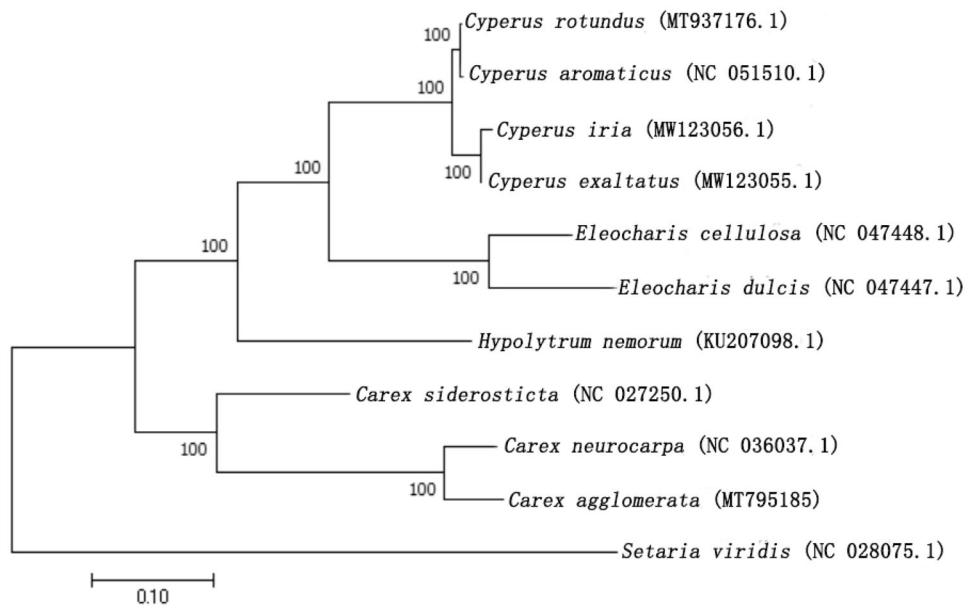 Cyperus rotundus (MT937176.1)
100
Cyperus aromaticus (NC 051510.1)
100
Cyperus iria (MW123056.1)
100
100
Cyperus exaltatus (MW123055.1)
100
Eleocharis cellulosa (NC 047448.1)
100
Eleocharis dulcis (NC 047447.1)
Hypolytrum nemorum (KU207098.1)
Carex siderosticta (NC 027250.1)
100
Carex neurocarpa (NC 036037.1)
100
Carex agglomerata (MT795185)
Setaria viridis (NC 028075.1)
0.10